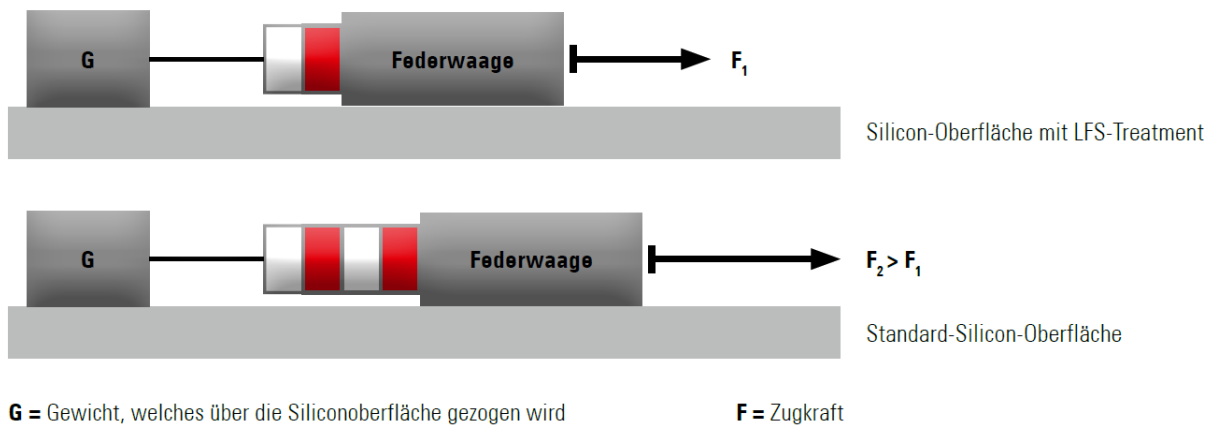 G Federwaage F₁
Silicon-Oberfläche mit LFS-Treatment
G Federwaage F₂ > F₁
Standard-Silicon-Oberfläche
G = Gewicht, welches über die Siliconoberfläche gezogen wird F = Zugkraft